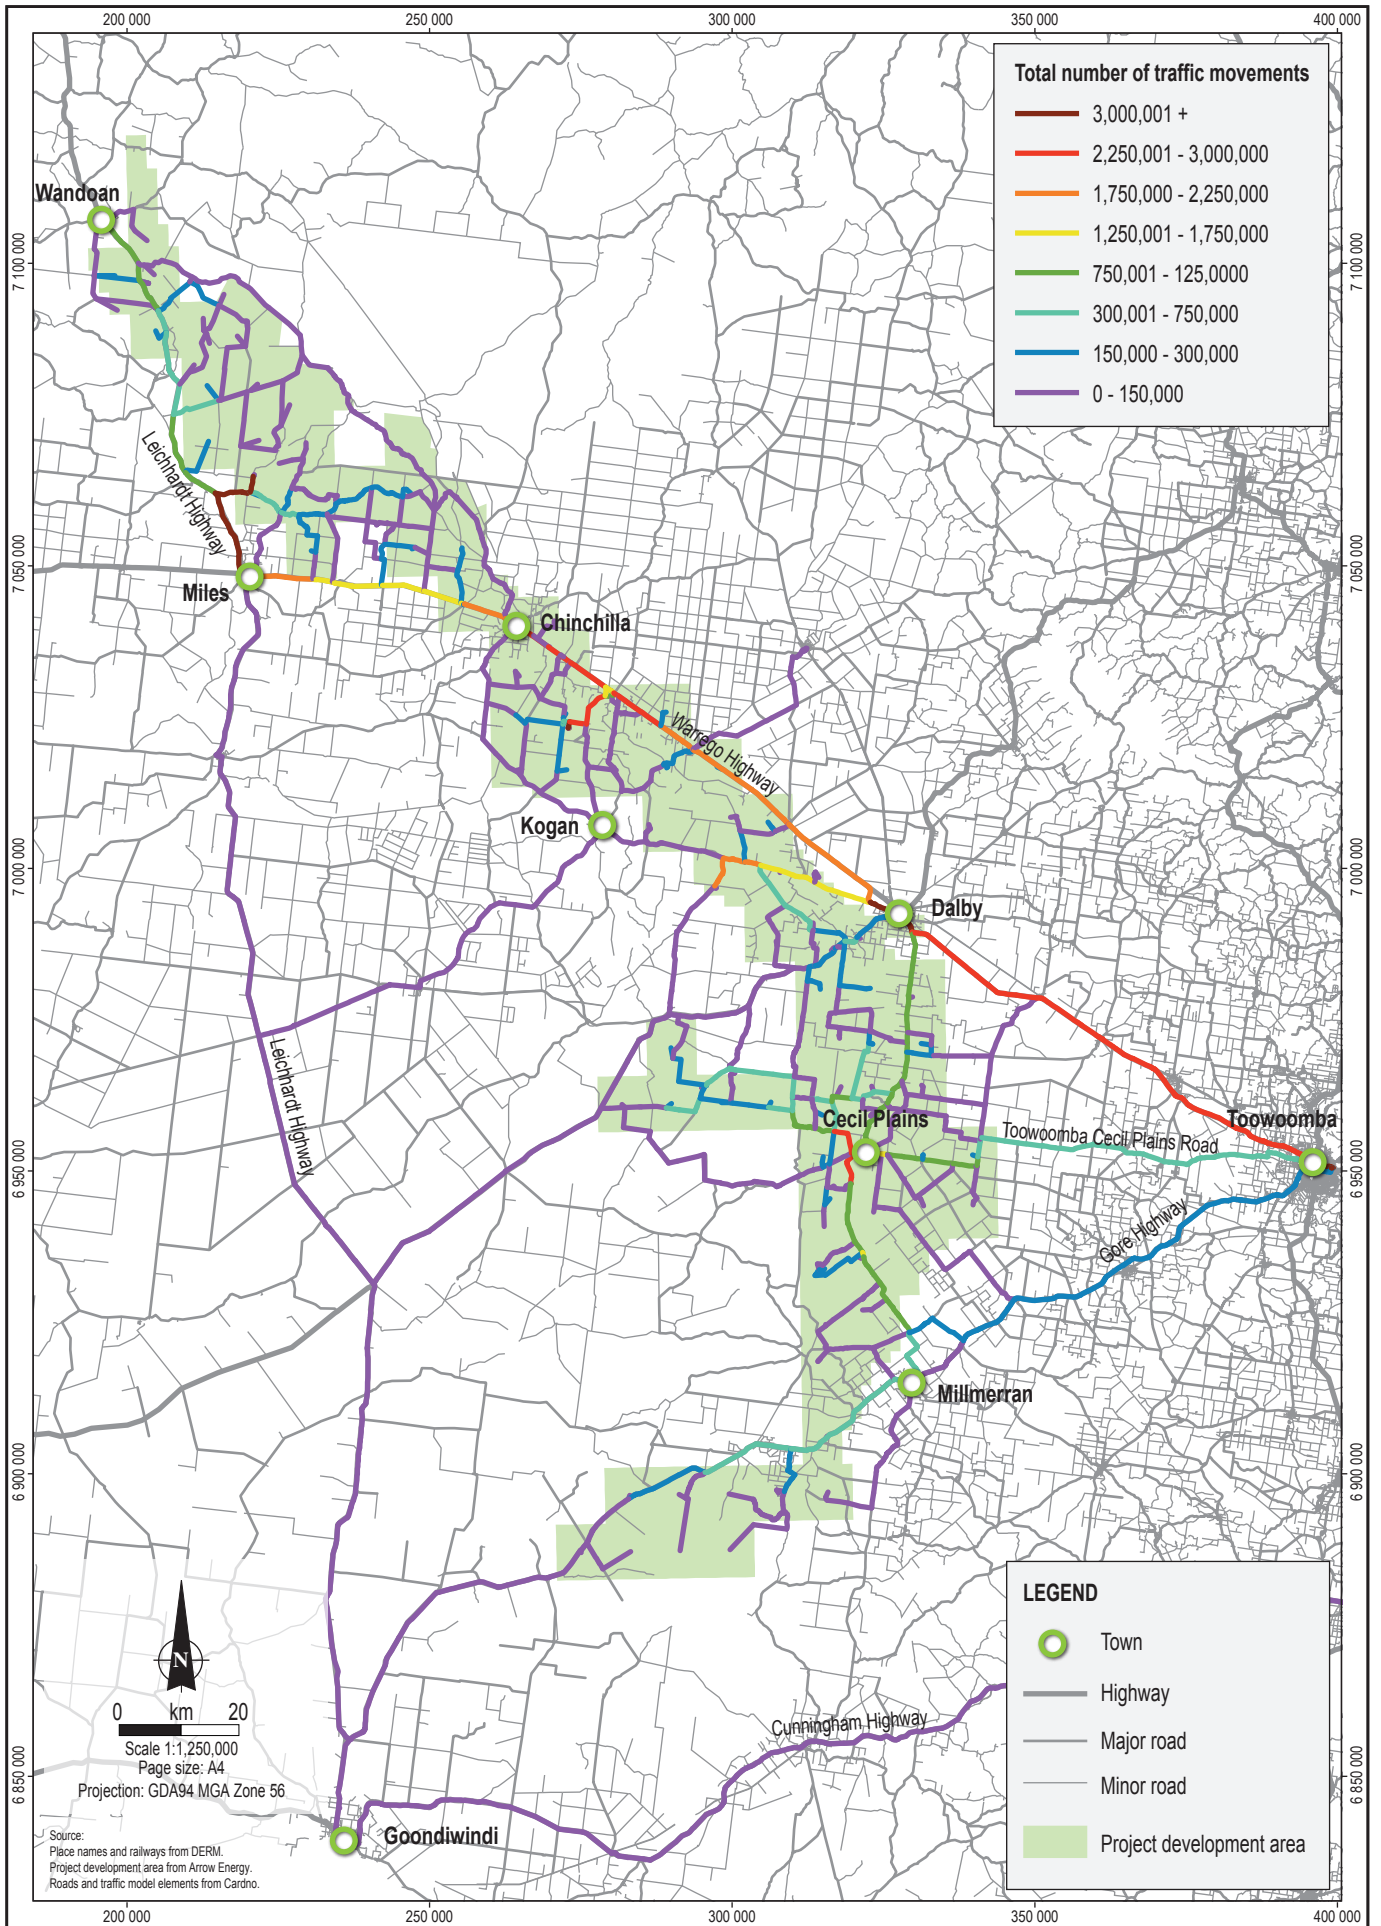 200 000
250 000
300 000
350 000
400 000
Total number of traffic movements
3,000,001 +
2,250,001 - 3,000,000
1,750,000 - 2,250,000
1,250,001 - 1,750,000
750,001 - 125,0000
300,001 - 750,000
150,000 - 300,000
0 - 150,000
Wandoan
7 100 000
7 100 000
Leichhardt Highway
7 050 000
7 050 000
Miles
Chinchilla
Warrego Highway
Kogan
7 000 000
7 000 000
Dalby
Leichhardt Highway
Cecil Plains
Toowoomba
Toowoomba Cecil Plains Road
6 950 000
6 950 000
Gore Highway
Millmerran
6 900 000
6 900 000
LEGEND
Town
Highway
Major road
Minor road
Project development area
N
0 km 20
Scale 1:1,250,000
Page size: A4
Projection: GDA94 MGA Zone 56
Cunningham Highway
6 850 000
6 850 000
Goondiwindi
Source:
Place names and railways from DERM.
Project development area from Arrow Energy.
Roads and traffic model elements from Cardno.
200 000
250 000
300 000
350 000
400 000